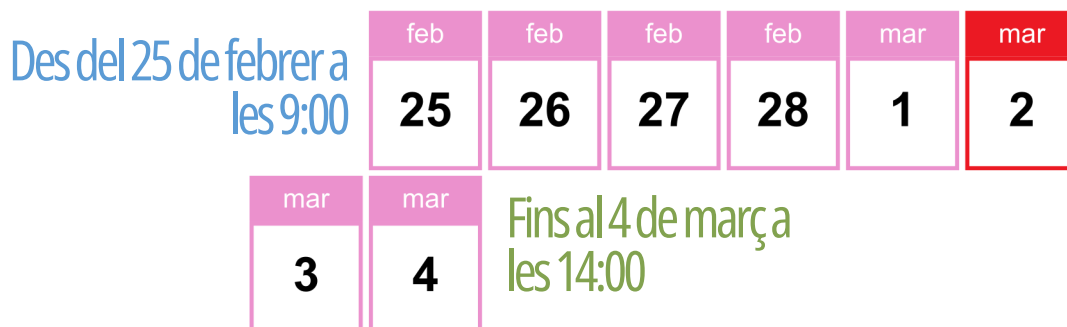 Des del 25 de febrer a
les 9:00
feb feb feb feb mar mar
25 26 27 28 1 2
mar mar
3 4
Fins al 4 de març a
les 14:00